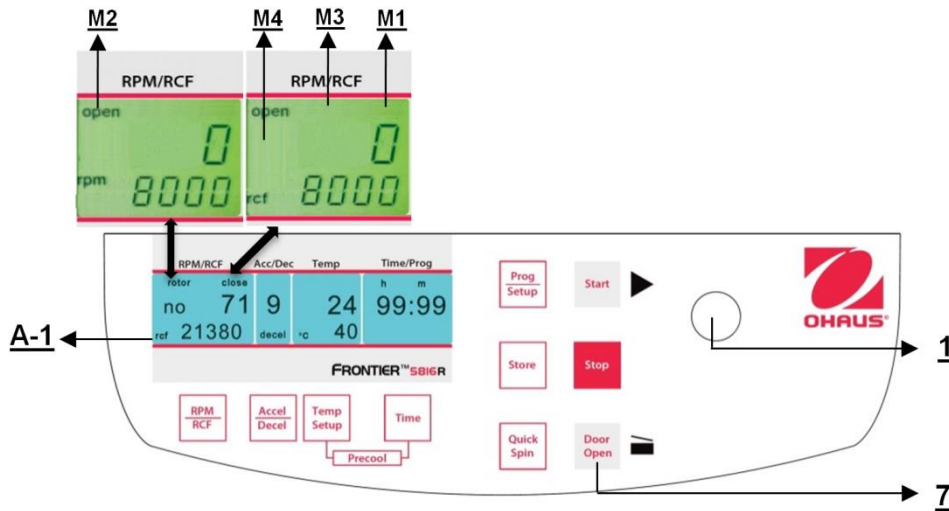 M2 M4 M3 M1
RPM/RCF RPM/RCF
open open
0 0
rpm 8000 rcf 8000
RPM/RCF Acc/Dec Temp Time/Prog
rotor close h m
no 71 9 24 99:99
rcf 21380 decel °C 40
A-1
FRONTIER™ 5816R
RPM
RCF
Accel
Decel
Temp
Setup
Time
Precool
Prog
Setup
Start
Store
Stop
Quick
Spin
Door
Open
OHAUS®
1
7